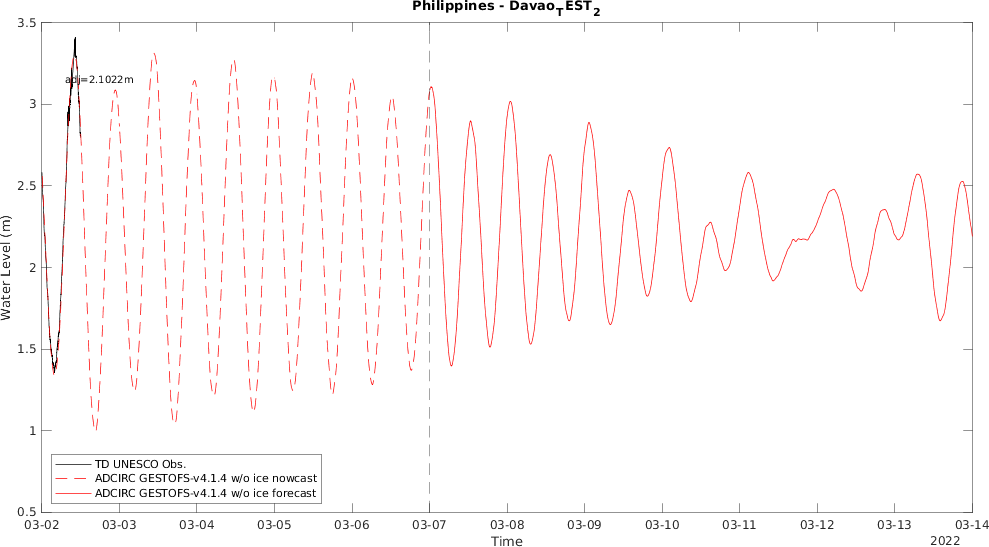 Philippines - Davao_TEST_2
3.5
adj=2.1022m
3
2.5
Water Level (m)
2
1.5
1
TD UNESCO Obs.
ADCIRC GESTOFS-v4.1.4 w/o ice nowcast
ADCIRC GESTOFS-v4.1.4 w/o ice forecast
0.5
03-02 03-03 03-04 03-05 03-06 03-07 03-08 03-09 03-10 03-11 03-12 03-13 03-14
Time
2022